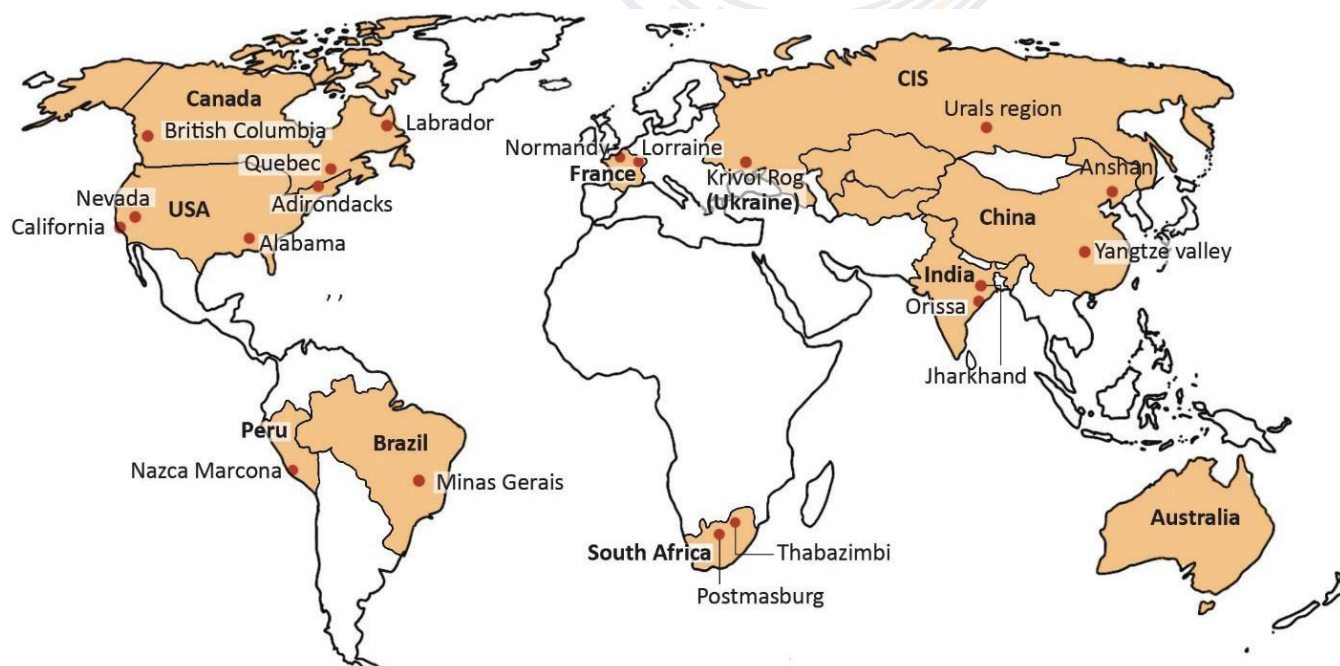 Canada
CIS
British Columbia
Labrador
Urals region
Quebec
Normandy
Lorraine
France
Krivoi Rog
(Ukraine)
Anshan
Nevada
USA
Adirondacks
California
Alabama
China
Yangtze valley
India
Orissa
Jharkhand
, ,
Peru
Brazil
Nazca Marcona
Minas Gerais
Australia
South Africa
Thabazimbi
Postmasburg